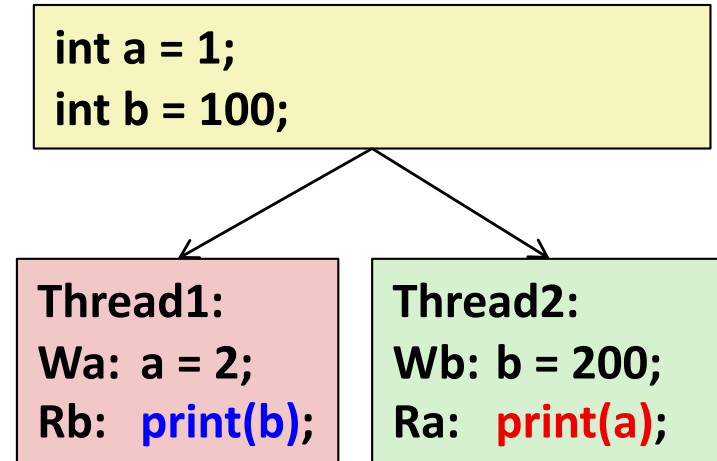 int a = 1;
int b = 100;
Thread1:
Wa: a = 2;
Rb: print(b);
Thread2:
Wb: b = 200;
Ra: print(a);